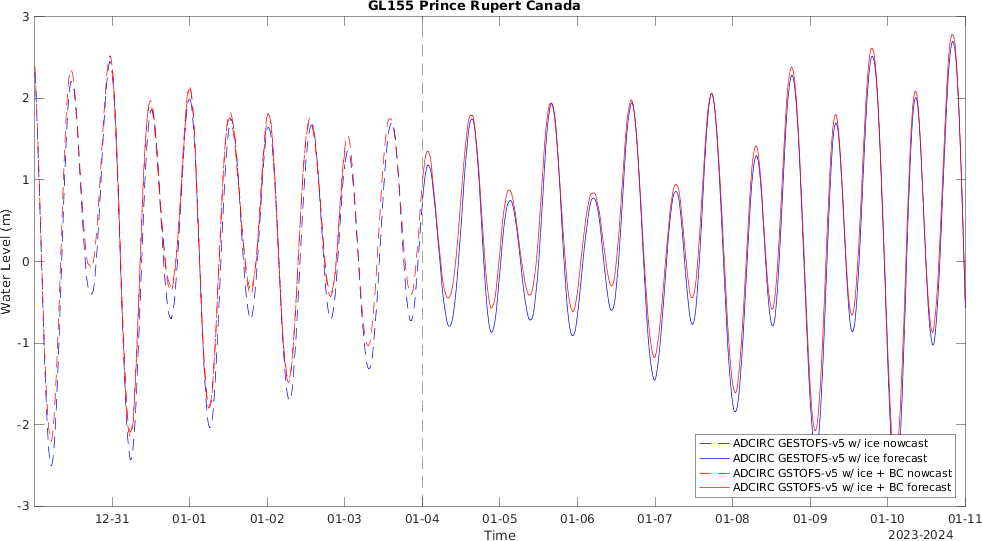 GL155 Prince Rupert Canada
Water Level (m)
3
2
1
0
-1
-2
-3
ADCIRC GESTOFS-v5 w/ ice nowcast
ADCIRC GESTOFS-v5 w/ ice forecast
ADCIRC GSTOFS-v5 w/ ice + BC nowcast
ADCIRC GSTOFS-v5 w/ ice + BC forecast
12-31 01-01 01-02 01-03 01-04 01-05 01-06 01-07 01-08 01-09 01-10 01-11
Time
2023-2024